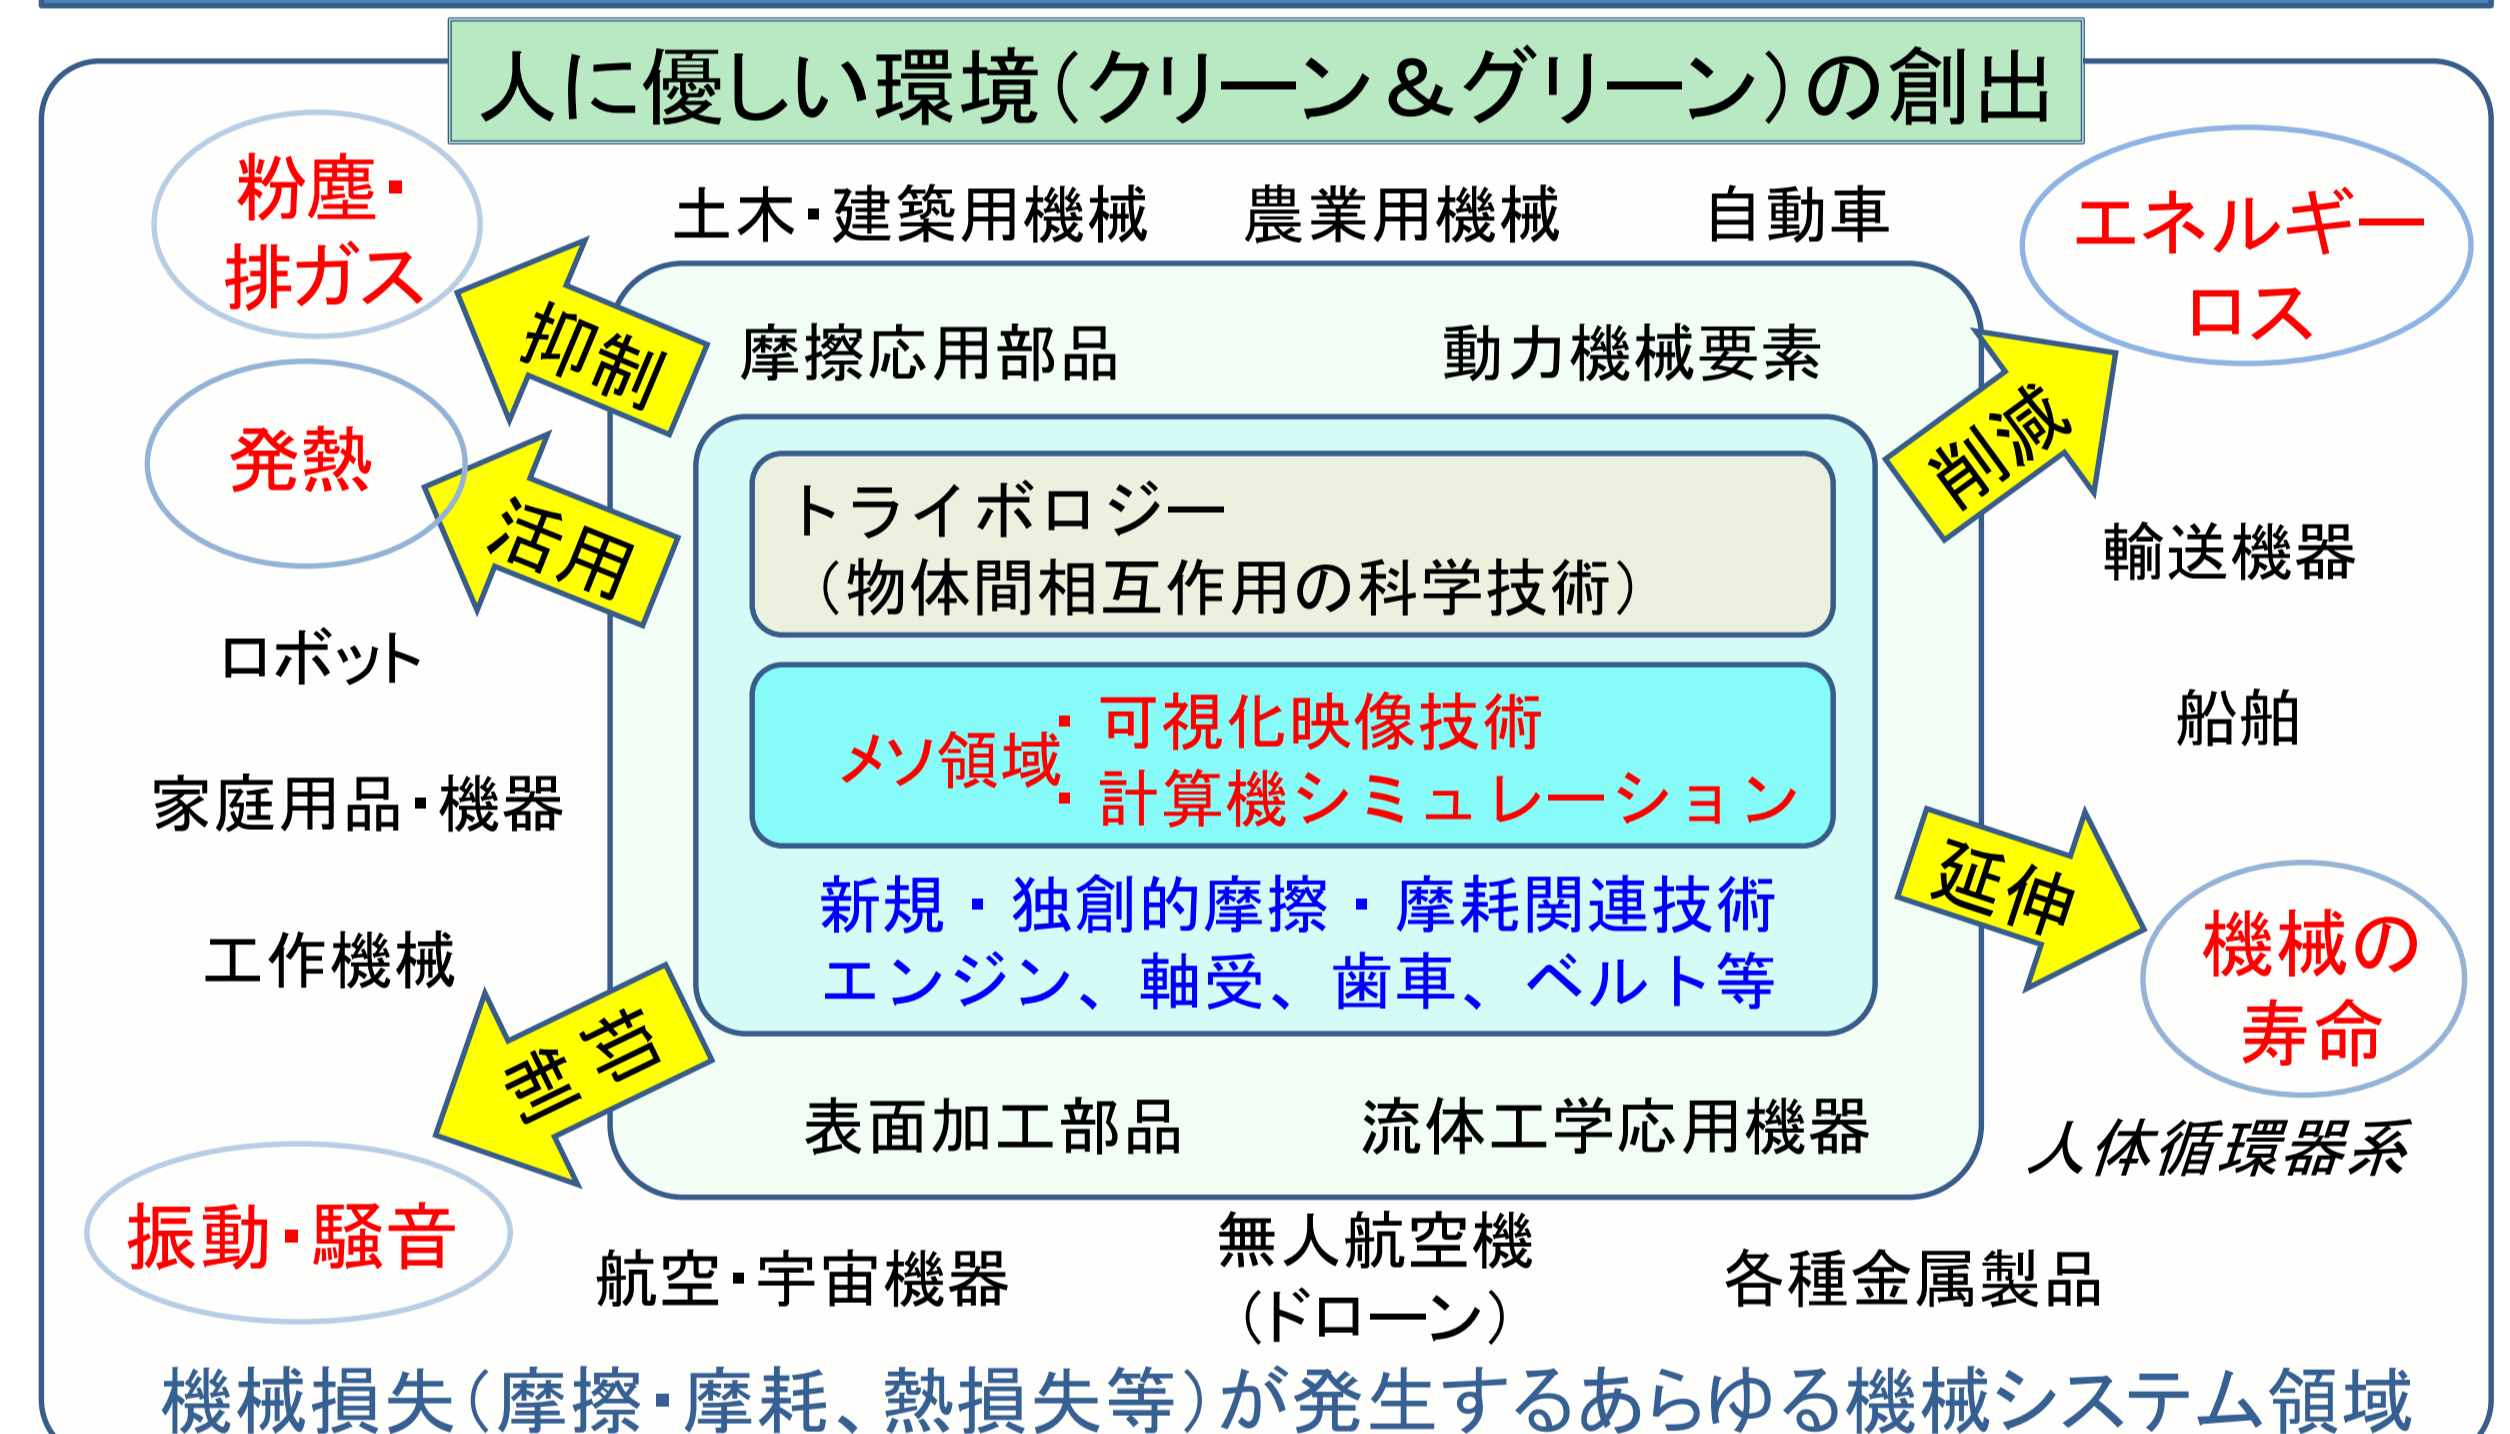 人に優しい環境(クリーン&グリーン)の創出
粉塵・
排ガス
土木・建築用機械
農業用機械
自動車
エネルギー
ロス
抑制
摩擦応用部品
動力機械要素
削減
発熱
活用
トライボロジー
(物体間相互作用の科学技術)
輸送機器
ロボット
メソ領域
:可視化映像技術
:計算機シミュレーション
船舶
家庭用品・機器
新規・独創的摩擦・摩耗関連技術
エンジン、軸受、歯車、ベルト等
延伸
機械の
寿命
工作機械
制音
表面加工部品
流体工学応用機器
人体循環器系
振動・騒音
航空・宇宙機器
無人航空機
(ドローン)
各種金属製品
機械損失(摩擦・摩耗、熱損失等)が発生するあらゆる機械システム領域